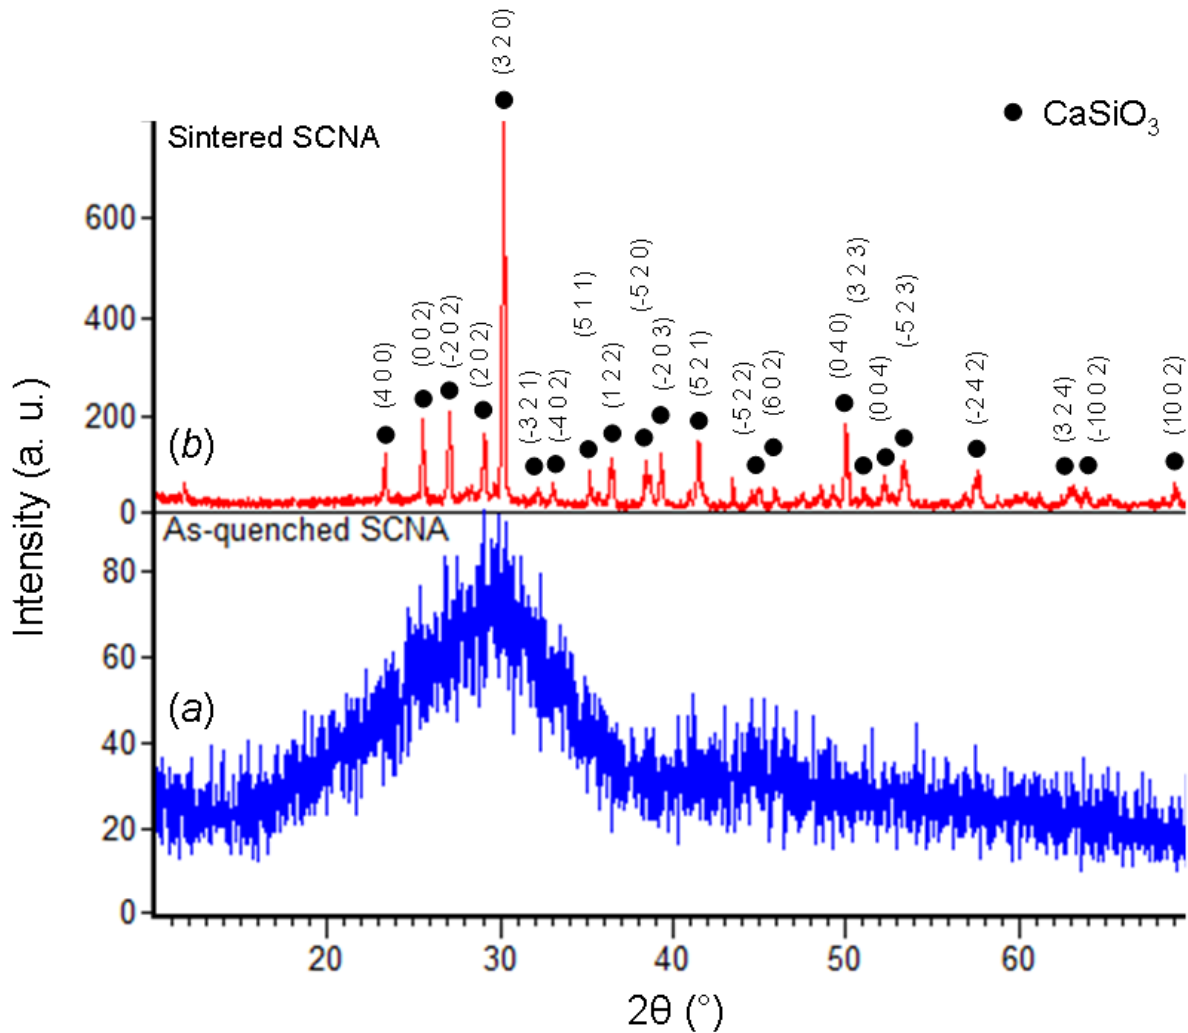 (3 2 0)
CaSiO3
Sintered SCNA
600
400
200
0
(b)
(4 0 0)
(0 0 2)
(-2 0 2)
(2 0 2)
(-3 2 1)
(-4 0 2)
(5 1 1)
(1 2 2)
(-5 2 0)
(-2 0 3)
(5 2 1)
(-5 2 2)
(6 0 2)
(0 4 0)
(3 2 3)
(0 0 4)
(-5 2 3)
(-2 4 2)
(3 2 4)
(-10 0 2)
(10 0 2)
As-quenched SCNA
80
60
40
20
0
(a)
Intensity (a. u.)
20
30
40
50
60
2θ (°)